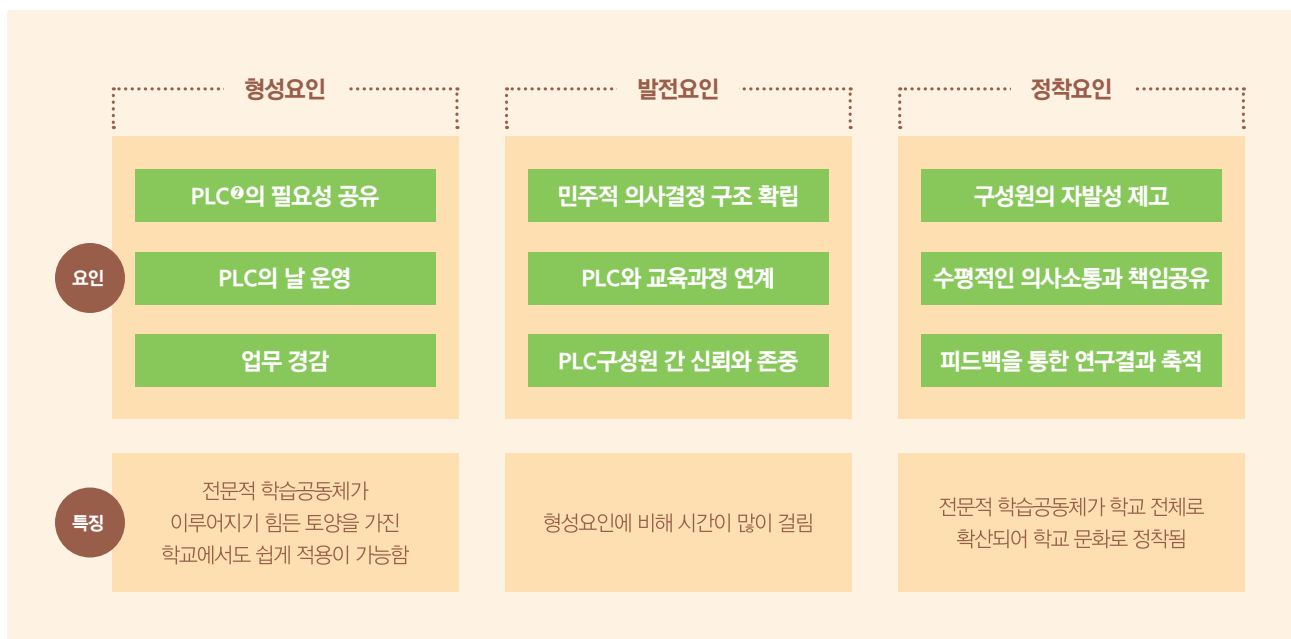 형성요인
발전요인
정착요인
요인
PLC❷의 필요성 공유
PLC의 날 운영
업무 경감
민주적 의사결정 구조 확립
PLC와 교육과정 연계
PLC구성원 간 신뢰와 존중
구성원의 자발성 제고
수평적인 의사소통과 책임공유
피드백을 통한 연구결과 축적
특징
전문적 학습공동체가
이루어지기 힘든 토양을 가진
학교에서도 쉽게 적용이 가능함
형성요인에 비해 시간이 많이 걸림
전문적 학습공동체가 학교 전체로
확산되어 학교 문화로 정착됨